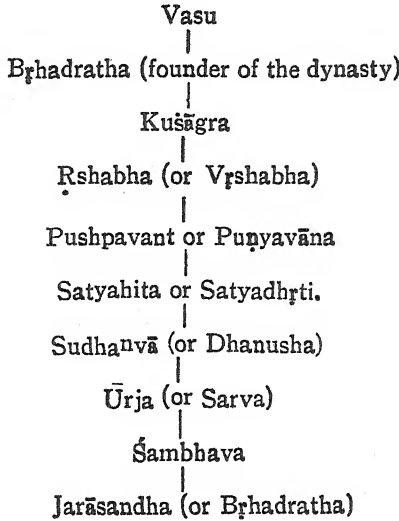 Vasu
Bṛhadratha (founder of the dynasty)
Kuśāgra
Ṛshabha (or Vṛshabha)
Pushpavant or Puṇyavāna
Satyahita or Satyadhṛti.
Sudhanvā (or Dhanusha)
Ūrja (or Sarva)
Śambhava
Jarāsandha (or Bṛhadratha)